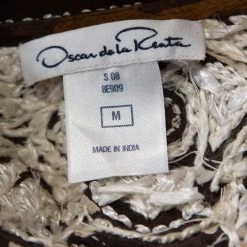 Oscar de la Renta
S 08
8E909
M
MADE IN INDIA